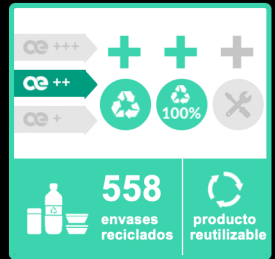 æ +++
æ ++
æ +
100%
558
envases
reciclados
producto
reutilizable